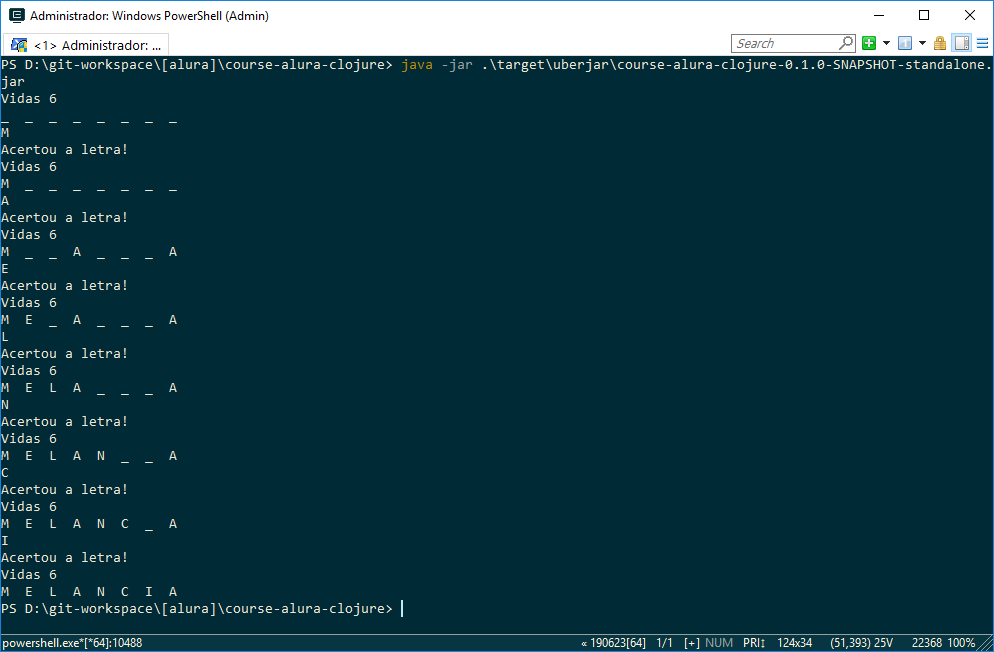 Administrador: Windows PowerShell (Admin)
<1> Administrador: ...
Search
PS D:\git-workspace\[alura]\course-alura-clojure> java -jar .\target\uberjar\course-alura-clojure-0.1.0-SNAPSHOT-standalone.
jar
Vidas 6
_ _ _ _ _ _ _ _
M
Acertou a letra!
Vidas 6
M _ _ _ _ _ _ _
A
Acertou a letra!
Vidas 6
M _ _ A _ _ _ A
E
Acertou a letra!
Vidas 6
M E _ A _ _ _ A
L
Acertou a letra!
Vidas 6
M E L A _ _ _ A
N
Acertou a letra!
Vidas 6
M E L A N _ _ A
C
Acertou a letra!
Vidas 6
M E L A N C _ A
I
Acertou a letra!
Vidas 6
M E L A N C I A
PS D:\git-workspace\[alura]\course-alura-clojure>
powershell.exe*[*64]:10488 « 190623[64] 1/1 [+] NUM PRI↕ 124x34 (51,393) 25V 22368 100%